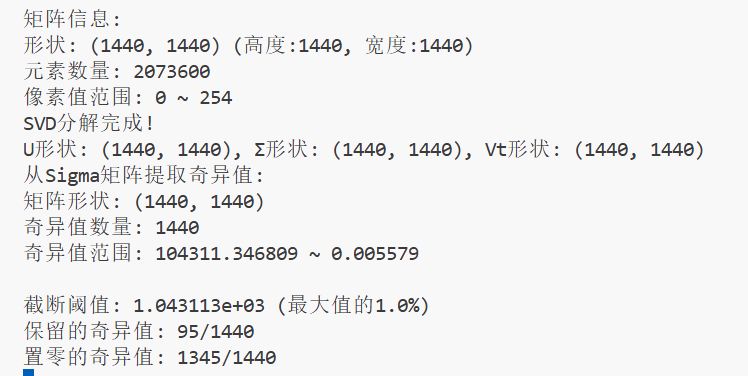 矩阵信息:
形状: (1440, 1440) (高度:1440, 宽度:1440)
元素数量: 2073600
像素值范围: 0 ~ 254
SVD分解完成!
U形状: (1440, 1440), Σ形状: (1440, 1440), Vt形状: (1440, 1440)
从Sigma矩阵提取奇异值:
矩阵形状: (1440, 1440)
奇异值数量: 1440
奇异值范围: 104311.346809 ~ 0.005579
截断阈值: 1.043113e+03 (最大值的1.0%)
保留的奇异值: 95/1440
置零的奇异值: 1345/1440